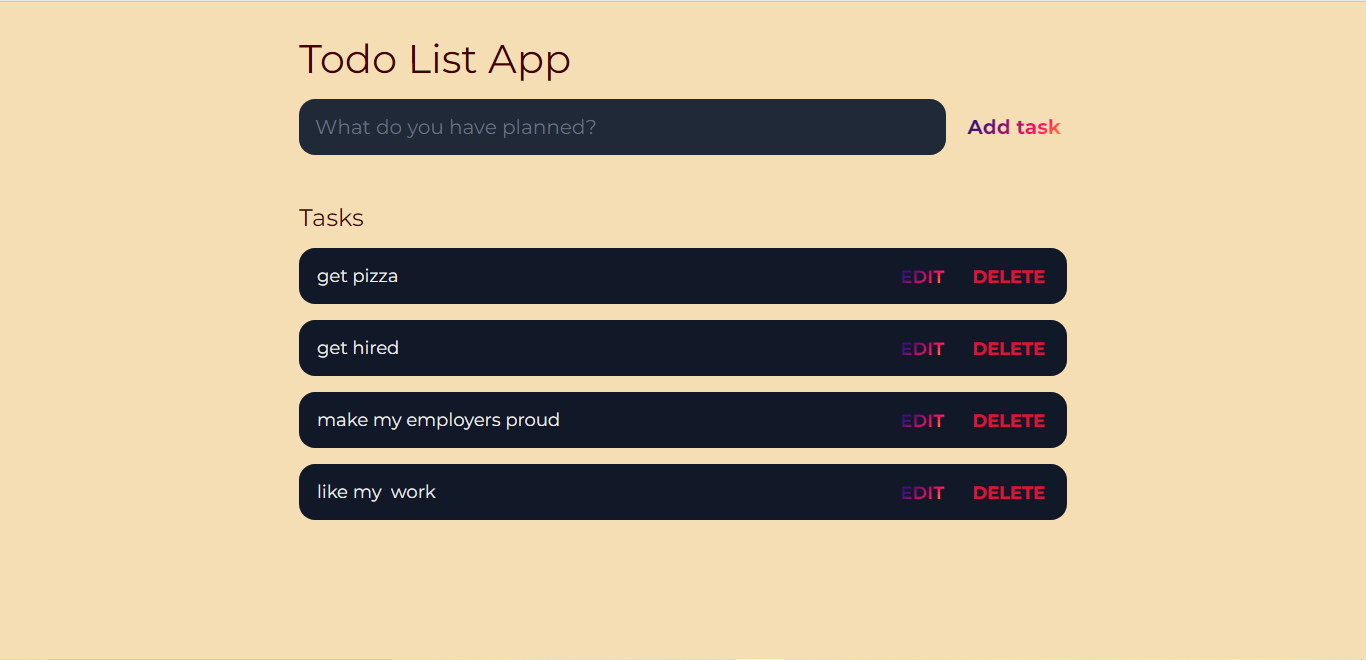 Todo List App
What do you have planned?
Add task
Tasks
get pizza EDIT DELETE
get hired EDIT DELETE
make my employers proud EDIT DELETE
like my  work EDIT DELETE